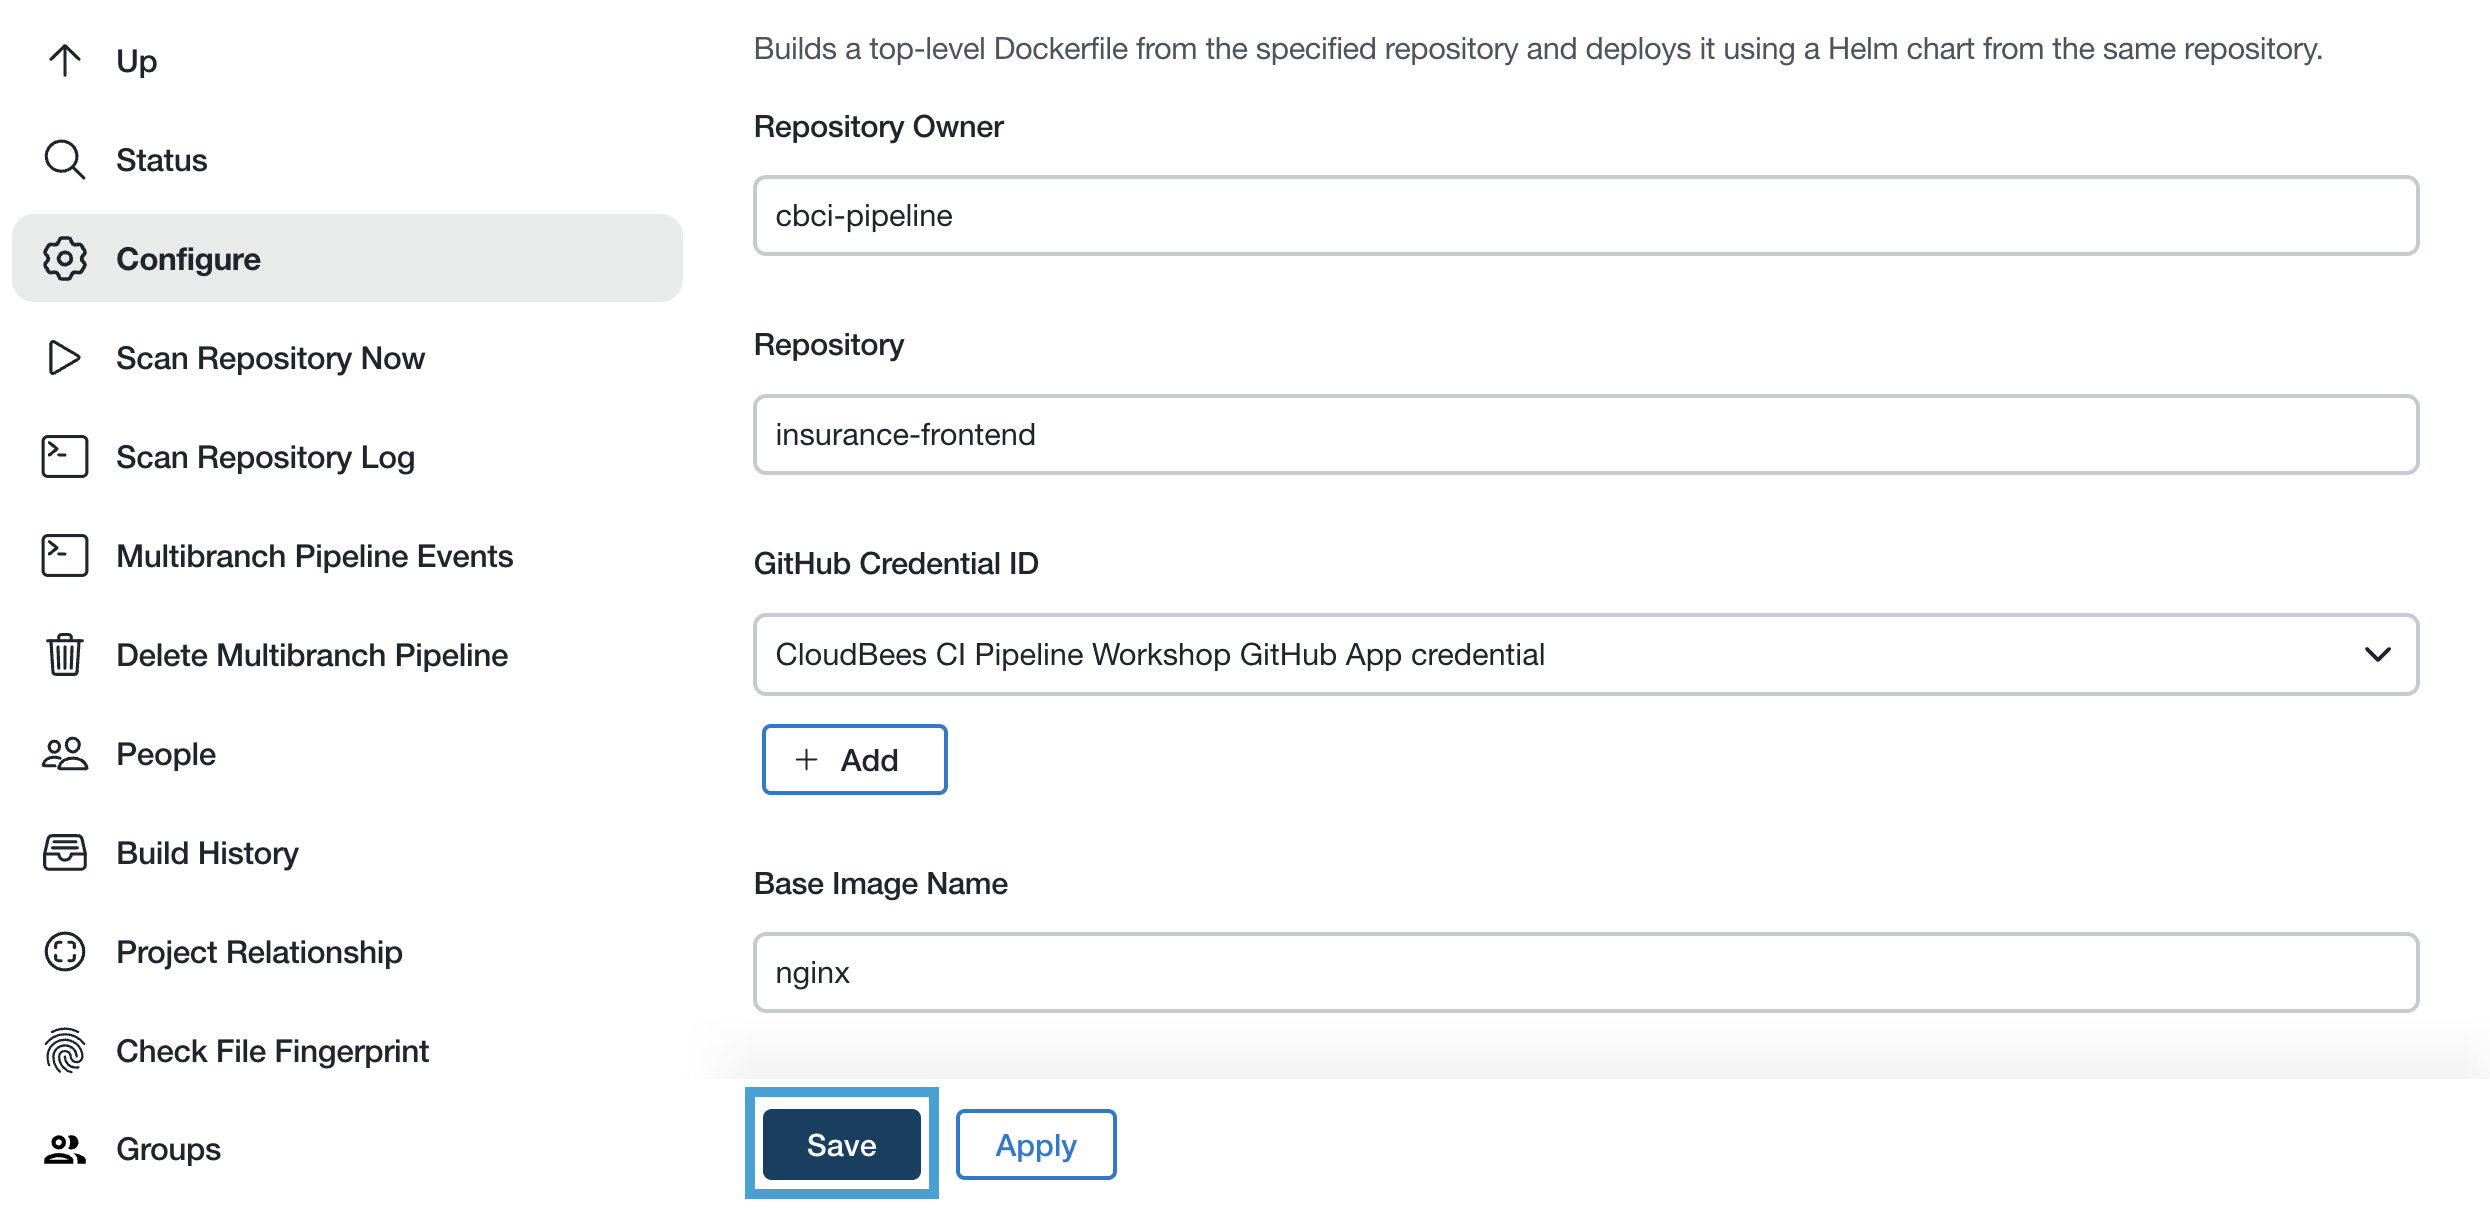 Up
Status
Configure
Scan Repository Now
Scan Repository Log
Multibranch Pipeline Events
Delete Multibranch Pipeline
People
Build History
Project Relationship
Check File Fingerprint
Groups
Builds a top-level Dockerfile from the specified repository and deploys it using a Helm chart from the same repository.
Repository Owner
cbci-pipeline
Repository
insurance-frontend
GitHub Credential ID
CloudBees CI Pipeline Workshop GitHub App credential
+ Add
Base Image Name
nginx
Save
Apply